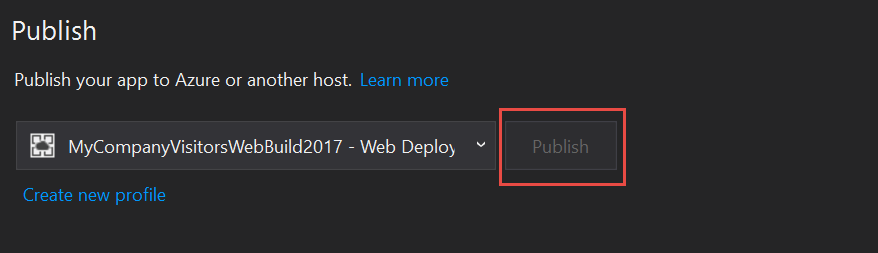 Publish
Publish your app to Azure or another host. Learn more
MyCompanyVisitorsWebBuild2017 - Web Deploy Publish
Create new profile